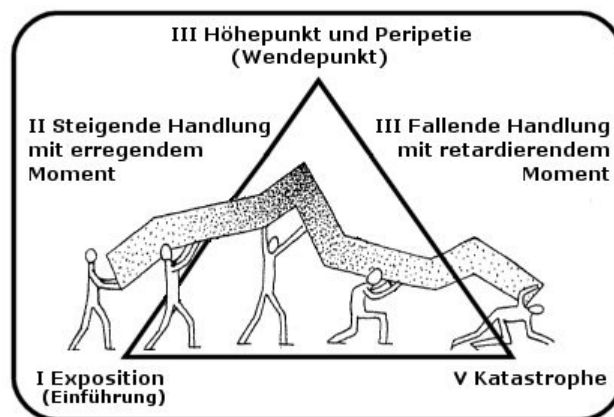 III Höhepunkt und Peripetie
(Wendepunkt)
II Steigende Handlung
mit erregendem
Moment
III Fallende Handlung
mit retardierendem
Moment
I Exposition
(Einführung)
V Katastrophe